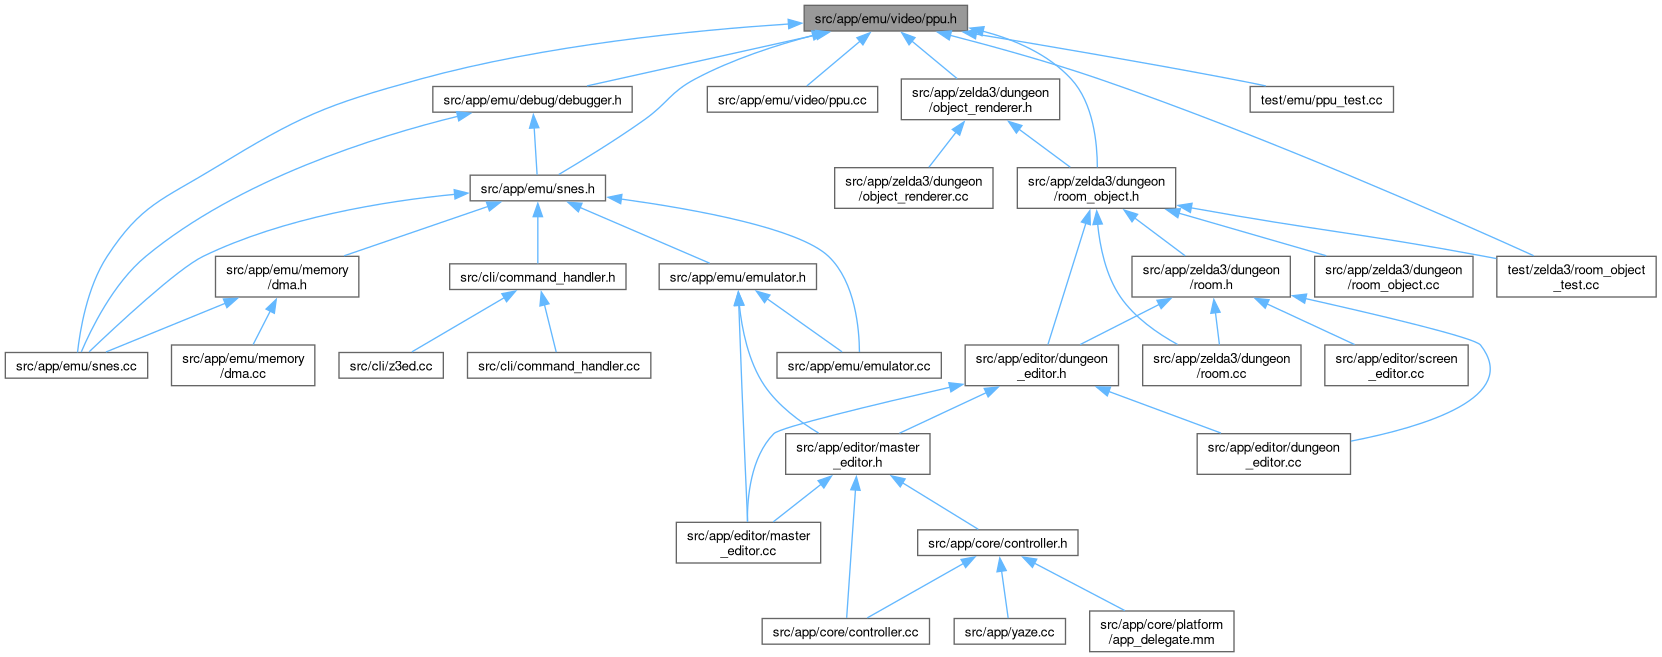 src/app/emu/video/ppu.h
src/app/emu/debug/debugger.h
src/app/emu/video/ppu.cc
src/app/zelda3/dungeon
/object_renderer.h
test/emu/ppu_test.cc
src/app/emu/snes.h
src/app/zelda3/dungeon
/object_renderer.cc
src/app/zelda3/dungeon
/room_object.h
src/app/emu/memory
/dma.h
src/cli/command_handler.h
src/app/emu/emulator.h
src/app/zelda3/dungeon
/room.h
src/app/zelda3/dungeon
/room_object.cc
test/zelda3/room_object
_test.cc
src/app/emu/snes.cc
src/app/emu/memory
/dma.cc
src/cli/z3ed.cc
src/cli/command_handler.cc
src/app/emu/emulator.cc
src/app/editor/dungeon
_editor.h
src/app/zelda3/dungeon
/room.cc
src/app/editor/screen
_editor.cc
src/app/editor/master
_editor.h
src/app/editor/dungeon
_editor.cc
src/app/editor/master
_editor.cc
src/app/core/controller.h
src/app/core/controller.cc
src/app/yaze.cc
src/app/core/platform
/app_delegate.mm